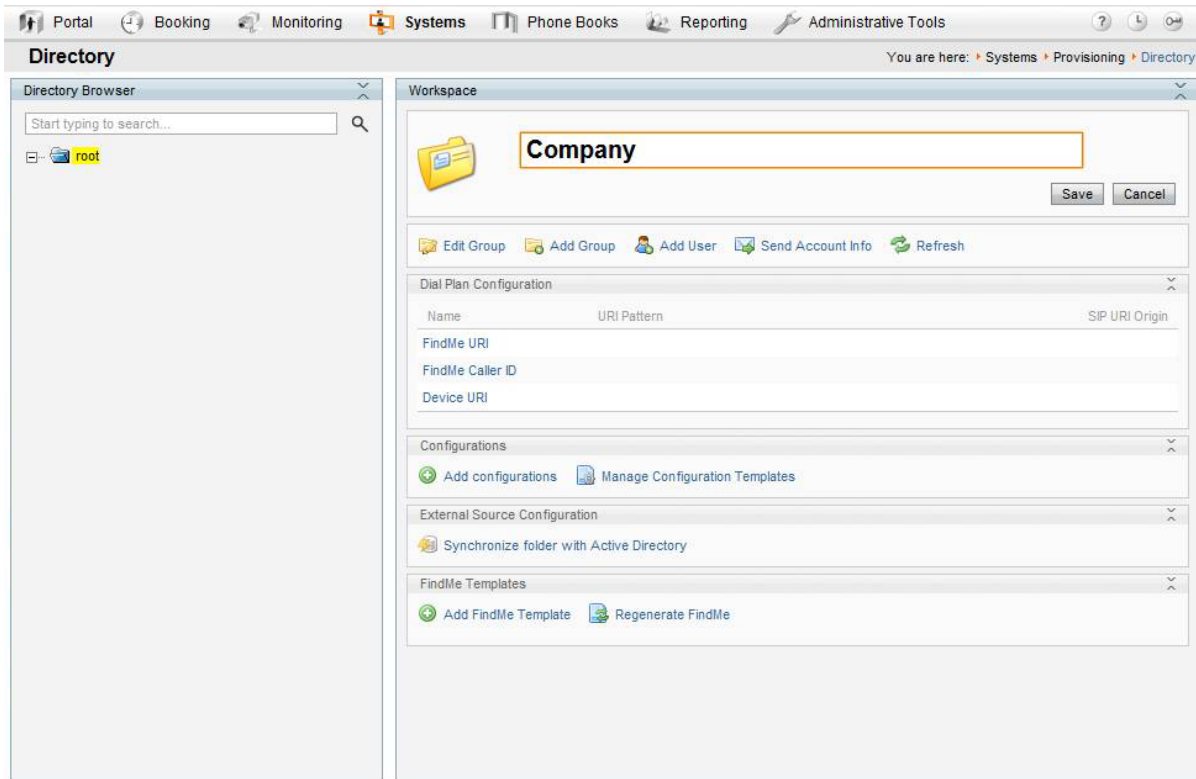 Portal Booking Monitoring Systems Phone Books Reporting Administrative Tools ?
Directory
You are here: Systems Provisioning Directory
Directory Browser
Start typing to search...
root
Workspace
Company
Save Cancel
Edit Group Add Group Add User Send Account Info Refresh
Dial Plan Configuration
Name URI Pattern SIP URI Origin
FindMe URI
FindMe Caller ID
Device URI
Configurations
Add configurations Manage Configuration Templates
External Source Configuration
Synchronize folder with Active Directory
FindMe Templates
Add FindMe Template Regenerate FindMe